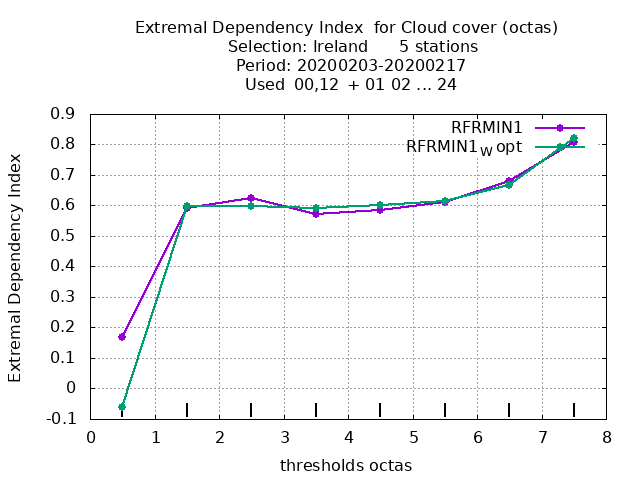 Extremal Dependency Index for Cloud cover (octas)
Selection: Ireland 5 stations
Period: 20200203-20200217
Used 00,12 + 01 02 ... 24
RFRMIN1
RFRMIN1W opt
Extremal Dependency Index
0.9
0.8
0.7
0.6
0.5
0.4
0.3
0.2
0.1
0
-0.1
0 1 2 3 4 5 6 7 8
thresholds octas